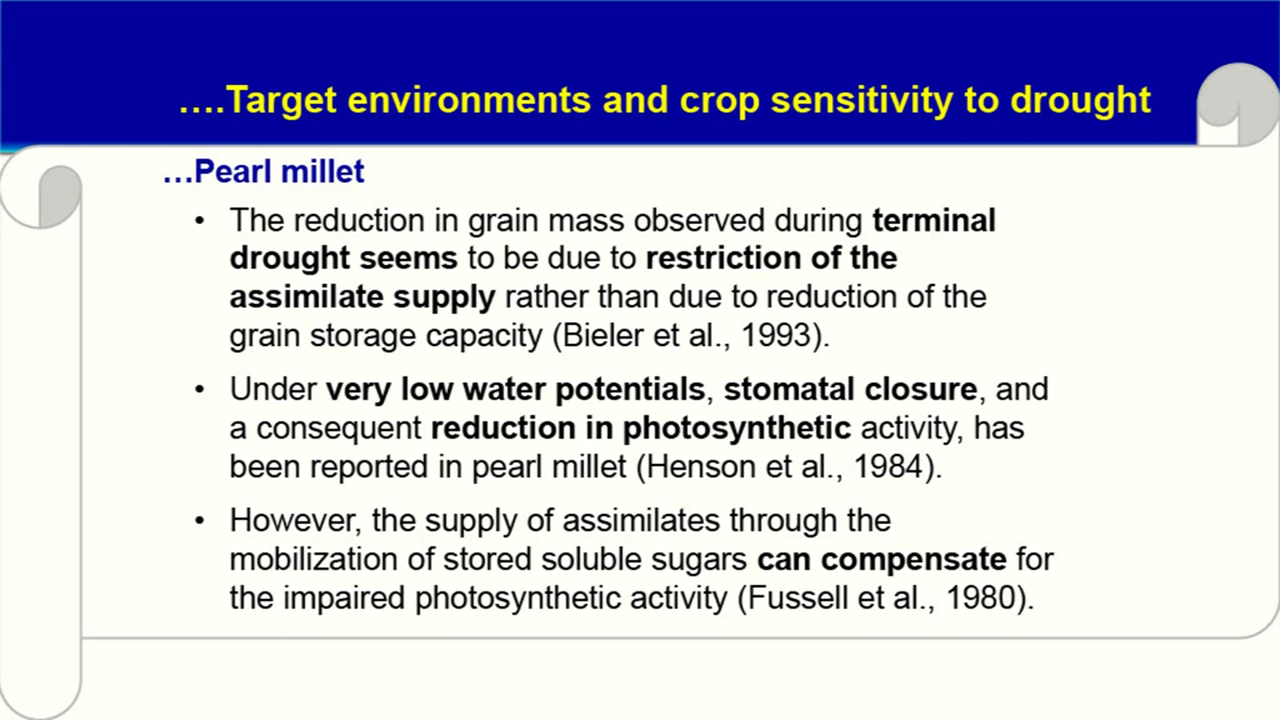 ….Target environments and crop sensitivity to drought
…Pearl millet
• The reduction in grain mass observed during terminal
drought seems to be due to restriction of the
assimilate supply rather than due to reduction of the
grain storage capacity (Bieler et al., 1993).
• Under very low water potentials, stomatal closure, and
a consequent reduction in photosynthetic activity, has
been reported in pearl millet (Henson et al., 1984).
• However, the supply of assimilates through the
mobilization of stored soluble sugars can compensate for
the impaired photosynthetic activity (Fussell et al., 1980).